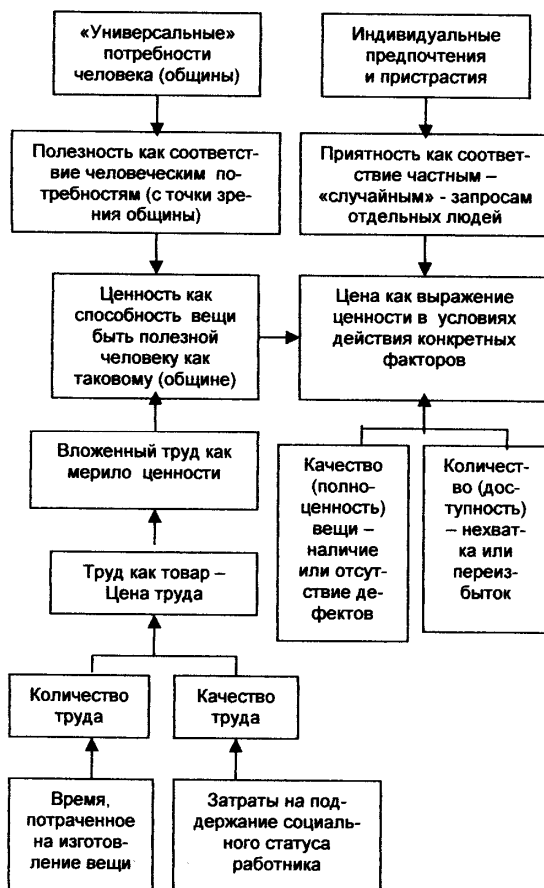 «Универсальные»
потребности
человека (общины)
Индивидуальные
предпочтения
и пристрастия
Полезность как соответст-
вие человеческим по-
требностям (с точки зре-
ния общины)
Приятность как соответ-
ствие частным –
«случайным» - запросам
отдельных людей
Ценность как
способность вещи
быть полезной
человеку как
таковому (общине)
Цена как выражение
ценности в условиях
действия конкретных
факторов
Вложенный труд как
мерило ценности
Качество
(полно-
ценность)
вещи –
наличие
или отсут-
ствие де-
фектов
Количест-
во (дос-
тупность)
– нехват-
ка или
переиз-
быток
Труд как товар –
Цена труда
Количество
труда
Качество
труда
Время,
потраченное
на изготов-
ление вещи
Затраты на под-
держание социаль-
ного статуса
работника